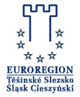 EUROREGION
Těšínské Slezsko
Śląsk Cieszyński